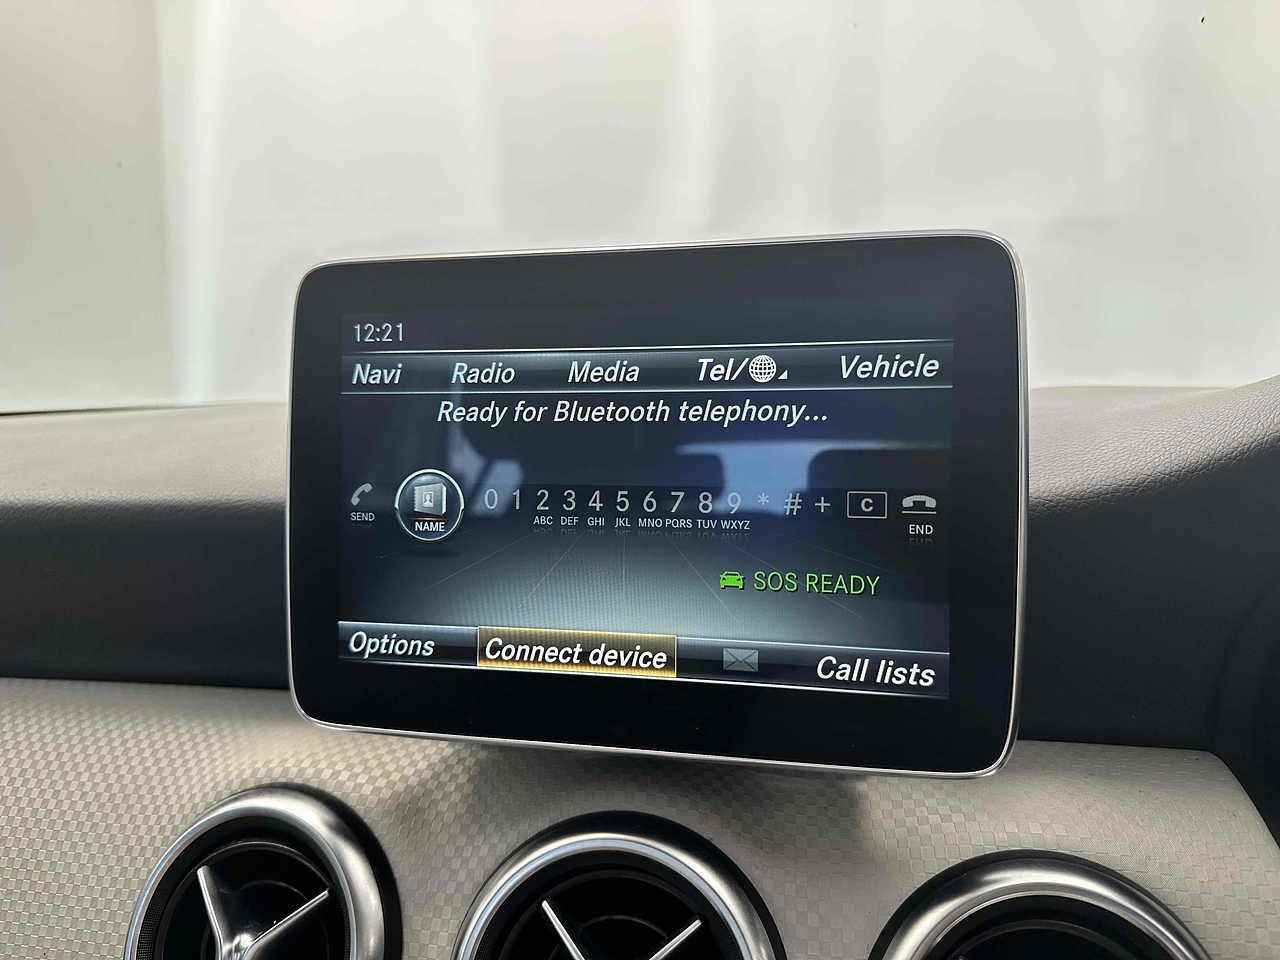 12:21
Navi Radio Media Tel/ Vehicle
Ready for Bluetooth telephony...
SEND NAME 0 1 2 3 4 5 6 7 8 9 * # + C END
ABC DEF GHI JKL MNO PQRS TUV WXYZ
SOS READY
Options Connect device Call lists